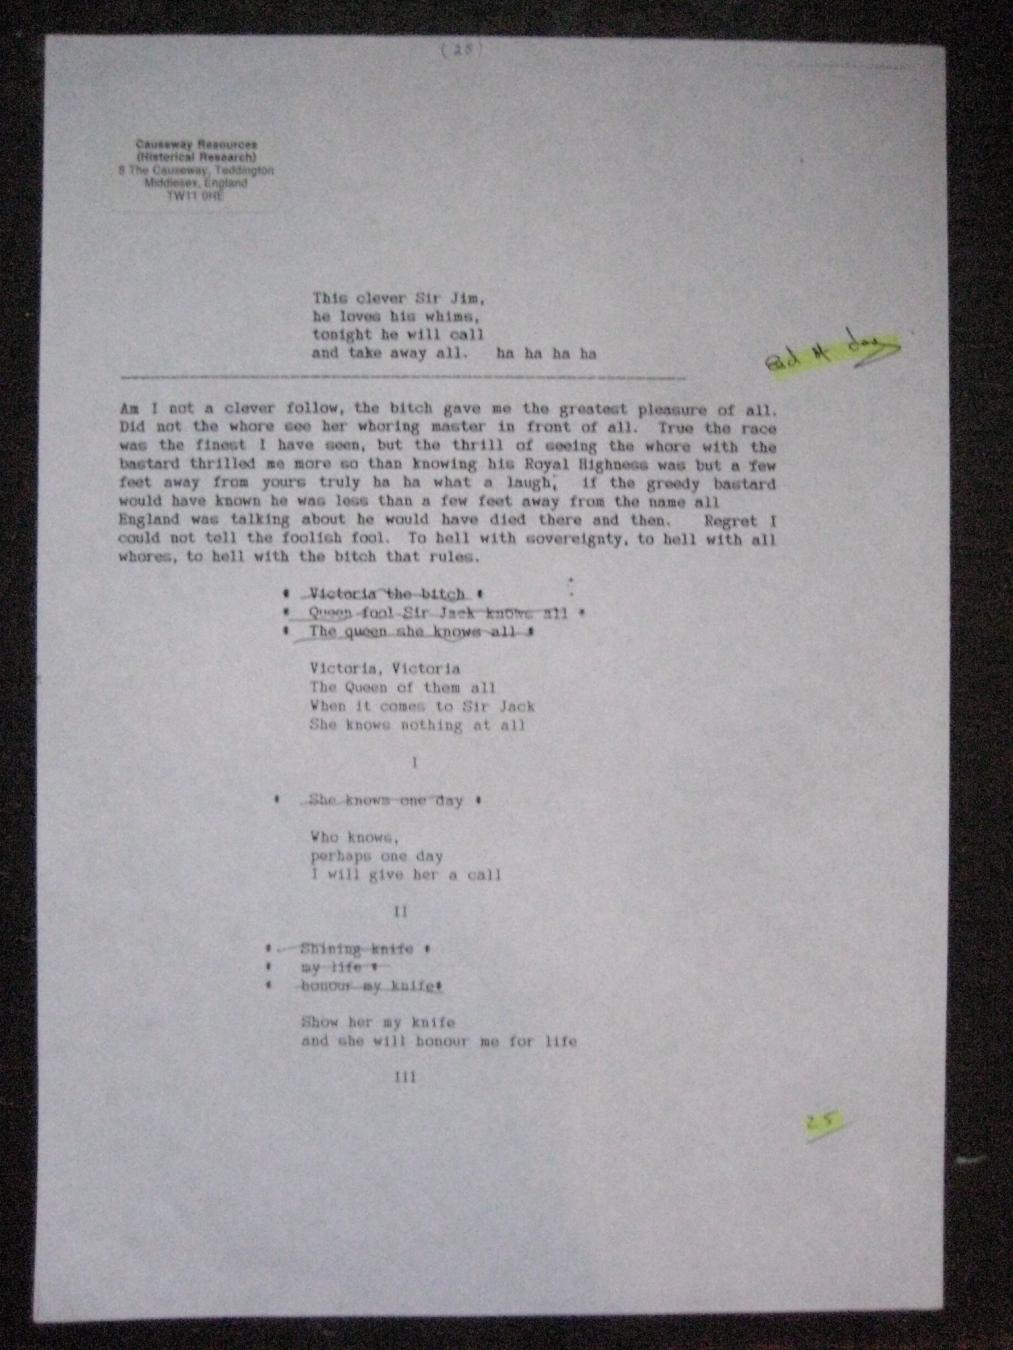 (25)
Causeway Resources
(Historical Research)
8 The Causeway, Teddington
Middlesex, England
TW11 0HE
This clever Sir Jim,
he loves his whims,
tonight he will call
and take away all.   ha ha ha ha
Am I not a clever follow, the bitch gave me the greatest pleasure of all.
Did not the whore see her whoring master in front of all.  True the race
was the finest I have seen, but the thrill of seeing the whore with the
bastard thrilled me more so than knowing his Royal Highness was but a few
feet away from yours truly ha ha what a laugh, if the greedy bastard
would have known he was less than a few feet away from the name all
England was talking about he would have died there and then.   Regret I
could not tell the foolish fool.  To hell with sovereignty, to hell with all
whores, to hell with the bitch that rules.
Victoria the bitch
Queen fool Sir Jack knows all
The queen she knows all
Victoria, Victoria
The Queen of them all
When it comes to Sir Jack
She knows nothing at all
I
She knows one day
Who knows,
perhaps one day
I will give her a call
II
Shining knife
my life
honour my knife
Show her my knife
and she will honour me for life
III
25